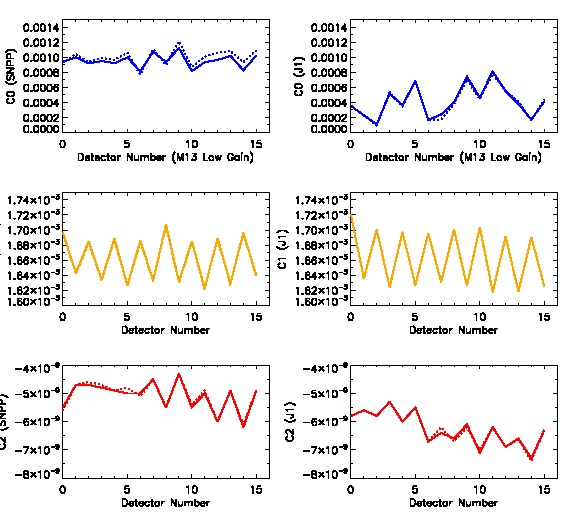 0.0014 0.0014
0.0012 0.0012
0.0010 0.0010
0.0008 0.0008
0.0006 0.0006
0.0004 0.0004
0.0002 0.0002
0.0000 0.0000
C0 (SNPP) C0 (J1)
0 5 10 15 0 5 10 15
Detector Number (M13 Low Gain) Detector Number (M13 Low Gain)
1.74×10⁻³ 1.74×10⁻³
1.72×10⁻³ 1.72×10⁻³
1.70×10⁻³ 1.70×10⁻³
1.68×10⁻³ 1.68×10⁻³
1.66×10⁻³ 1.66×10⁻³
1.64×10⁻³ 1.64×10⁻³
1.62×10⁻³ 1.62×10⁻³
1.60×10⁻³ 1.60×10⁻³
C1 (J1)
0 5 10 15 0 5 10 15
Detector Number Detector Number
−4×10⁻⁹ −4×10⁻⁹
−5×10⁻⁹ −5×10⁻⁹
−6×10⁻⁹ −6×10⁻⁹
−7×10⁻⁹ −7×10⁻⁹
−8×10⁻⁹ −8×10⁻⁹
C2 (SNPP) C2 (J1)
0 5 10 15 0 5 10 15
Detector Number Detector Number